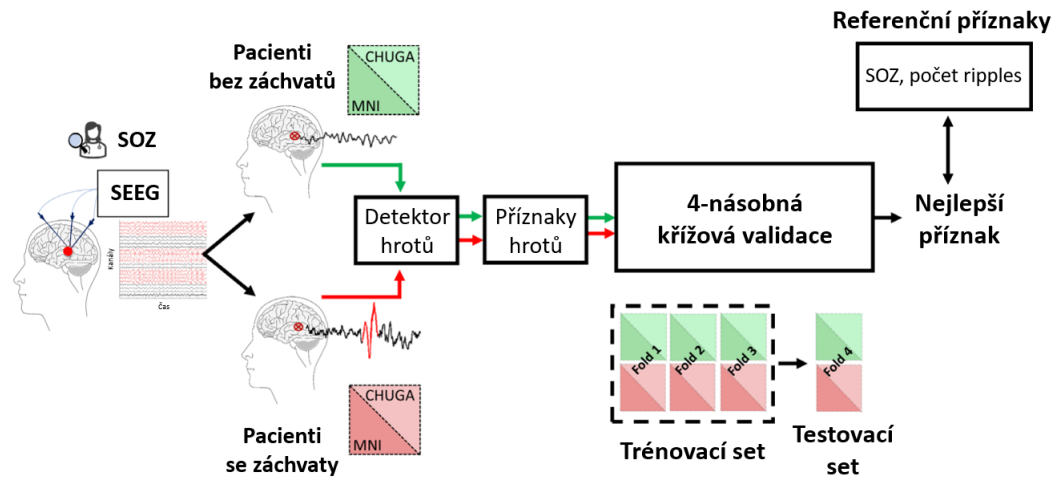 Referenční příznaky
SOZ, počet ripples
Pacienti
bez záchvatů
CHUGA
MNI
SOZ
SEEG
Kanály
čas
Detektor
hrotů
Příznaky
hrotů
4-násobná
křížová validace
Nejlepší
příznak
CHUGA
MNI
Pacienti
se záchvaty
Fold 1
Fold 2
Fold 3
Fold 4
Trénovací set
Testovací
set